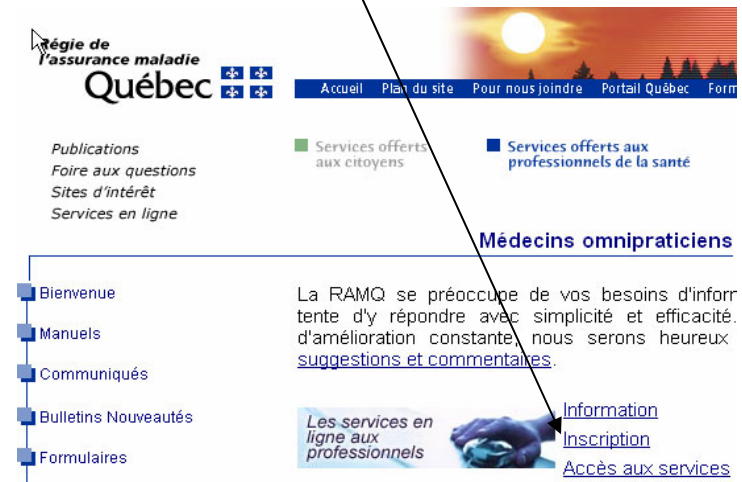 Régie de
l'assurance maladie
Québec
Accueil Plan du site Pour nous joindre Portail Québec
Publications
Foire aux questions
Sites d'intérêt
Services en ligne
Services offerts
aux citoyens
Services offerts aux
professionnels de la santé
Médecins omnipraticiens
Bienvenue
Manuels
Communiqués
Bulletins Nouveautés
Formulaires
La RAMQ se préoccupe de vos besoins
tente d'y répondre avec simplicité et efficacité.
d'amélioration constante, nous serons heureux
suggestions et commentaires.
Les services en
ligne aux
professionnels
Information
Inscription
Accès aux services